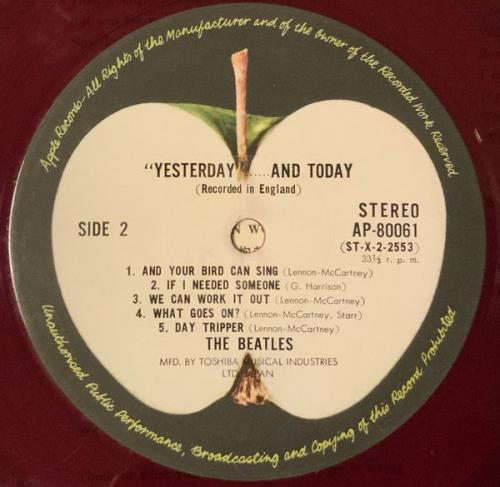 Apple Records-All Rights of the Manufacturer and of the Owner of the Recorded Work Reserved
"YESTERDAY".....AND TODAY
(Recorded in England)
SIDE 2
STEREO
AP-80061
(ST-X-2-2553)
33⅓ r. p. m.
1. AND YOUR BIRD CAN SING (Lennon-McCartney)
2. IF I NEEDED SOMEONE (G. Harrison)
3. WE CAN WORK IT OUT (Lennon-McCartney)
4. WHAT GOES ON? (Lennon-McCartney, Starr)
5. DAY TRIPPER (Lennon-McCartney)
THE BEATLES
MFD. BY TOSHIBA MUSICAL INDUSTRIES
LTD. JAPAN
Unauthorised Public Performance, Broadcasting and Copying of this Record Prohibited